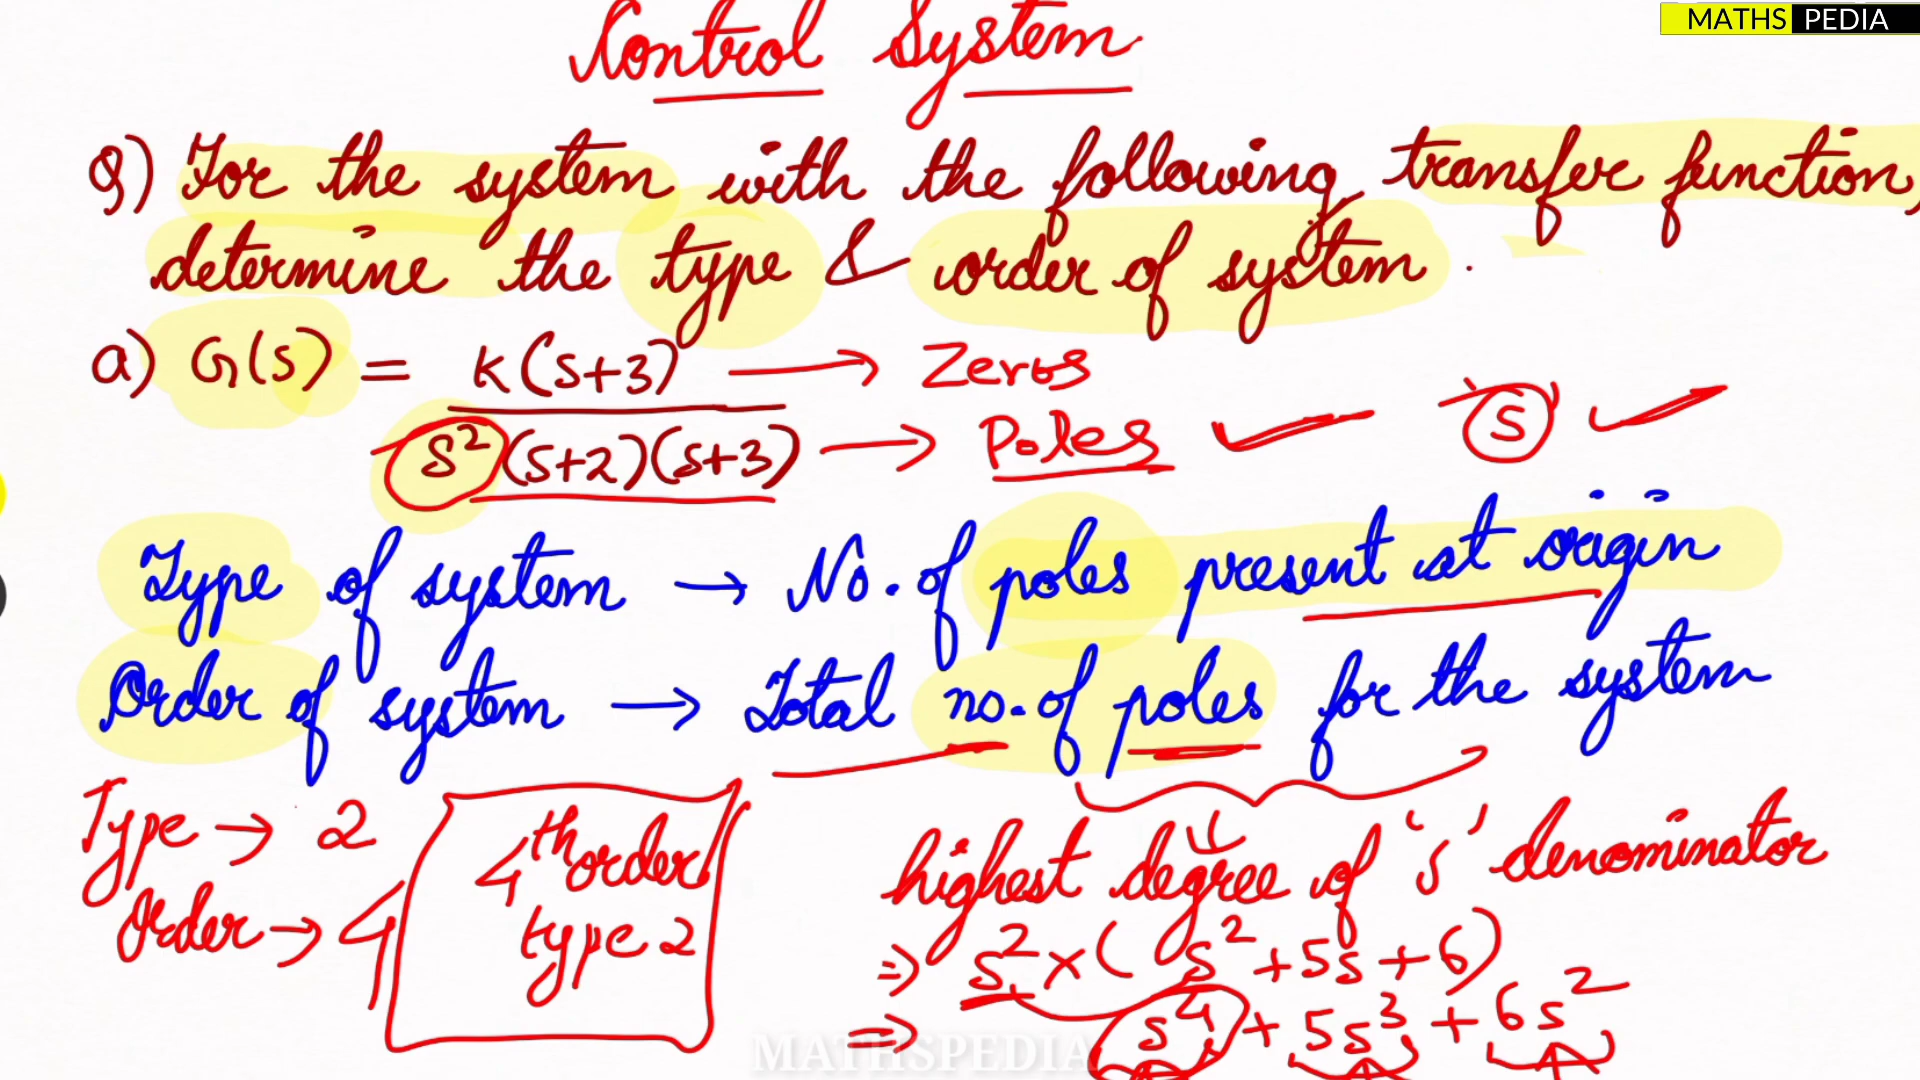 MATHS PEDIA
Control System
Q) For the system with the following transfer function,
determine the type & order of system.
a) G(s) = K(s+3) → Zeros
s²(s+2)(s+3) → Poles 's' ✓
Type of system → No. of poles present at origin
Order of system → Total no. of poles for the system
Type → 2
Order → 4
4th order
type 2
highest degree of 's' denominator
⇒ s² × (s²+5s+6)
⇒ s⁴ + 5s³ + 6s²
MATHSPEDIA